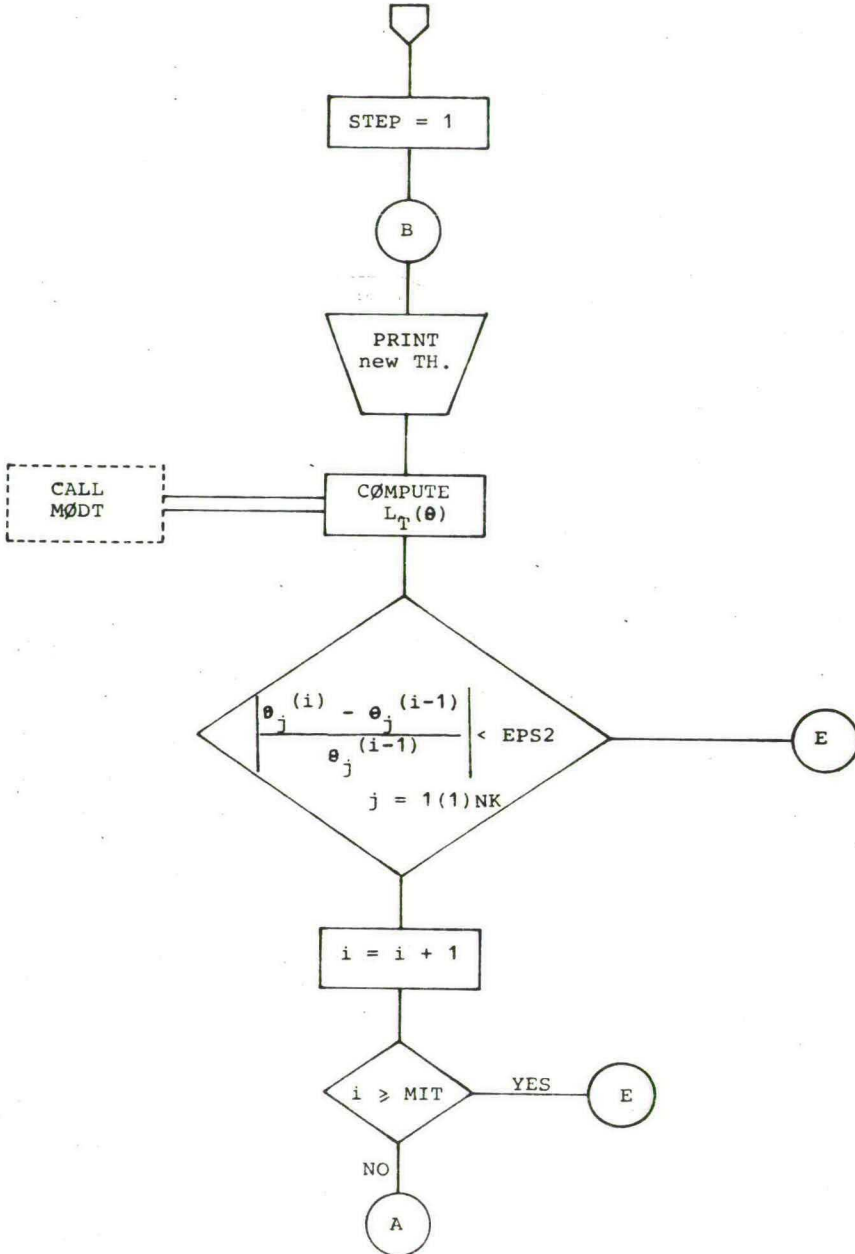 STEP = 1
B
PRINT
new TH.
CALL
MØDT
CØMPUTE
L_T(θ)
| (θ_j^(i) - θ_j^(i-1)) / θ_j^(i-1) | < EPS2
j = 1(1)NK
E
i = i + 1
i ⩾ MIT
YES
E
NO
A